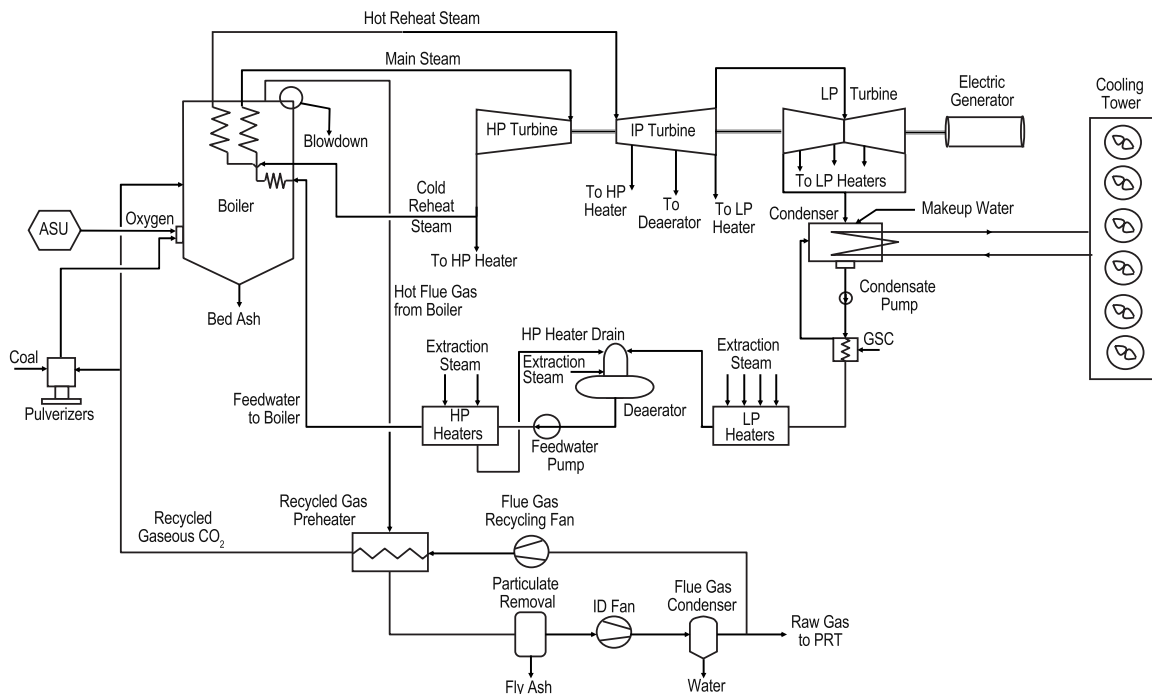 Hot Reheat Steam
Main Steam
Electric
Generator
Cooling
Tower
LP Turbine
Blowdown
HP Turbine
IP Turbine
To HP
Heater
To
Deaerator
To LP
Heater
To LP Heaters
Cold
Reheat
Steam
Boiler
Oxygen
ASU
Condenser
Makeup Water
To HP Heater
Hot Flue Gas
from Boiler
Condensate
Pump
Bed Ash
GSC
HP Heater Drain
Extraction
Steam
Extraction
Steam
Extraction
Steam
Coal
Pulverizers
Feedwater
to Boiler
HP
Heaters
Deaerator
LP
Heaters
Feedwater
Pump
Recycled Gas
Preheater
Flue Gas
Recycling Fan
Recycled
Gaseous CO2
Particulate
Removal
ID Fan
Flue Gas
Condenser
Raw Gas
to PRT
Fly Ash
Water